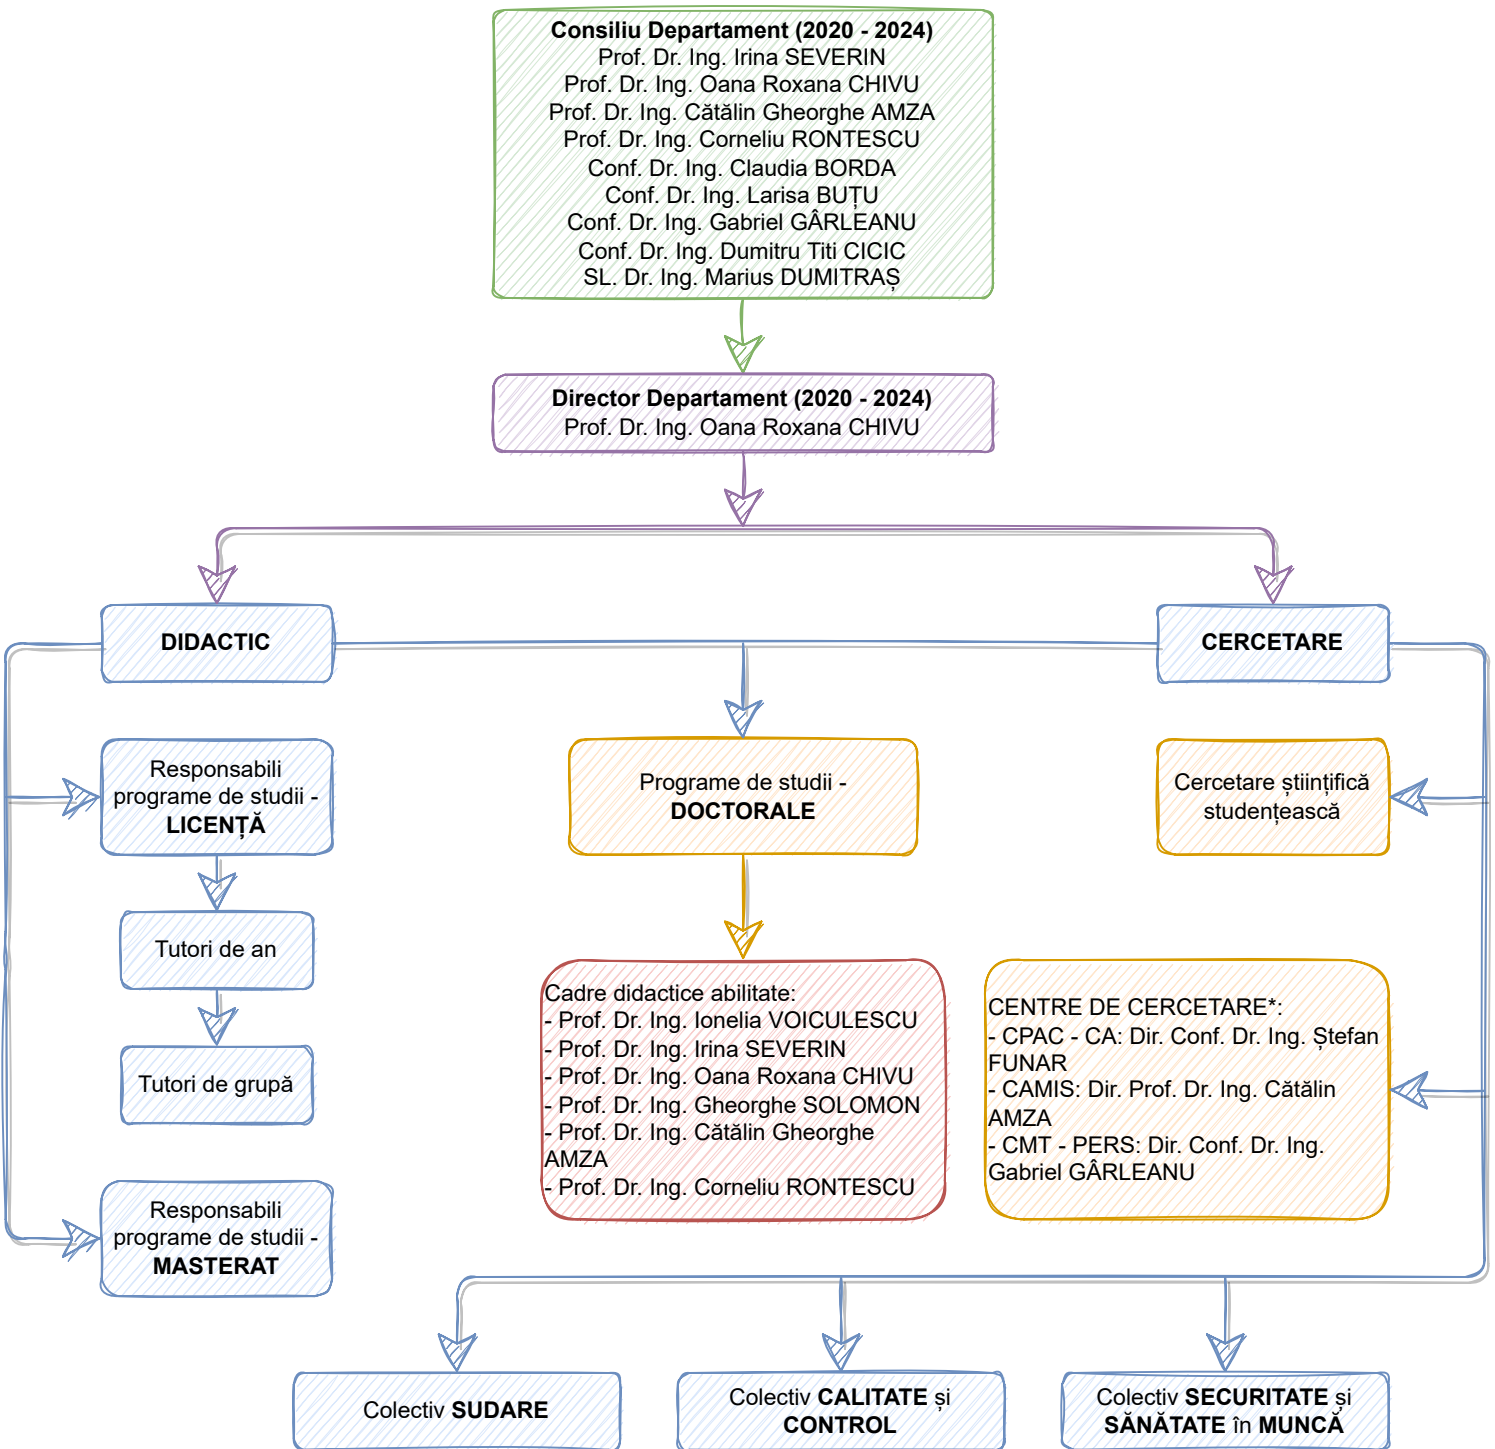 Consiliu Departament (2020 - 2024)
Prof. Dr. Ing. Irina SEVERIN
Prof. Dr. Ing. Oana Roxana CHIVU
Prof. Dr. Ing. Cătălin Gheorghe AMZA
Prof. Dr. Ing. Corneliu RONTESCU
Conf. Dr. Ing. Claudia BORDA
Conf. Dr. Ing. Larisa BUȚU
Conf. Dr. Ing. Gabriel GÂRLEANU
Conf. Dr. Ing. Dumitru Titi CICIC
SL. Dr. Ing. Marius DUMITRAȘ
Director Departament (2020 - 2024)
Prof. Dr. Ing. Oana Roxana CHIVU
DIDACTIC
CERCETARE
Responsabili
programe de studii -
LICENȚĂ
Programe de studii -
DOCTORALE
Cercetare științifică
studențească
Tutori de an
Tutori de grupă
Cadre didactice abilitate:
- Prof. Dr. Ing. Ionelia VOICULESCU
- Prof. Dr. Ing. Irina SEVERIN
- Prof. Dr. Ing. Oana Roxana CHIVU
- Prof. Dr. Ing. Gheorghe SOLOMON
- Prof. Dr. Ing. Cătălin Gheorghe
AMZA
- Prof. Dr. Ing. Corneliu RONTESCU
CENTRE DE CERCETARE*:
- CPAC - CA: Dir. Conf. Dr. Ing. Ștefan
FUNAR
- CAMIS: Dir. Prof. Dr. Ing. Cătălin
AMZA
- CMT - PERS: Dir. Conf. Dr. Ing.
Gabriel GÂRLEANU
Responsabili
programe de studii -
MASTERAT
Colectiv SUDARE
Colectiv CALITATE și
CONTROL
Colectiv SECURITATE și
SĂNĂTATE în MUNCĂ